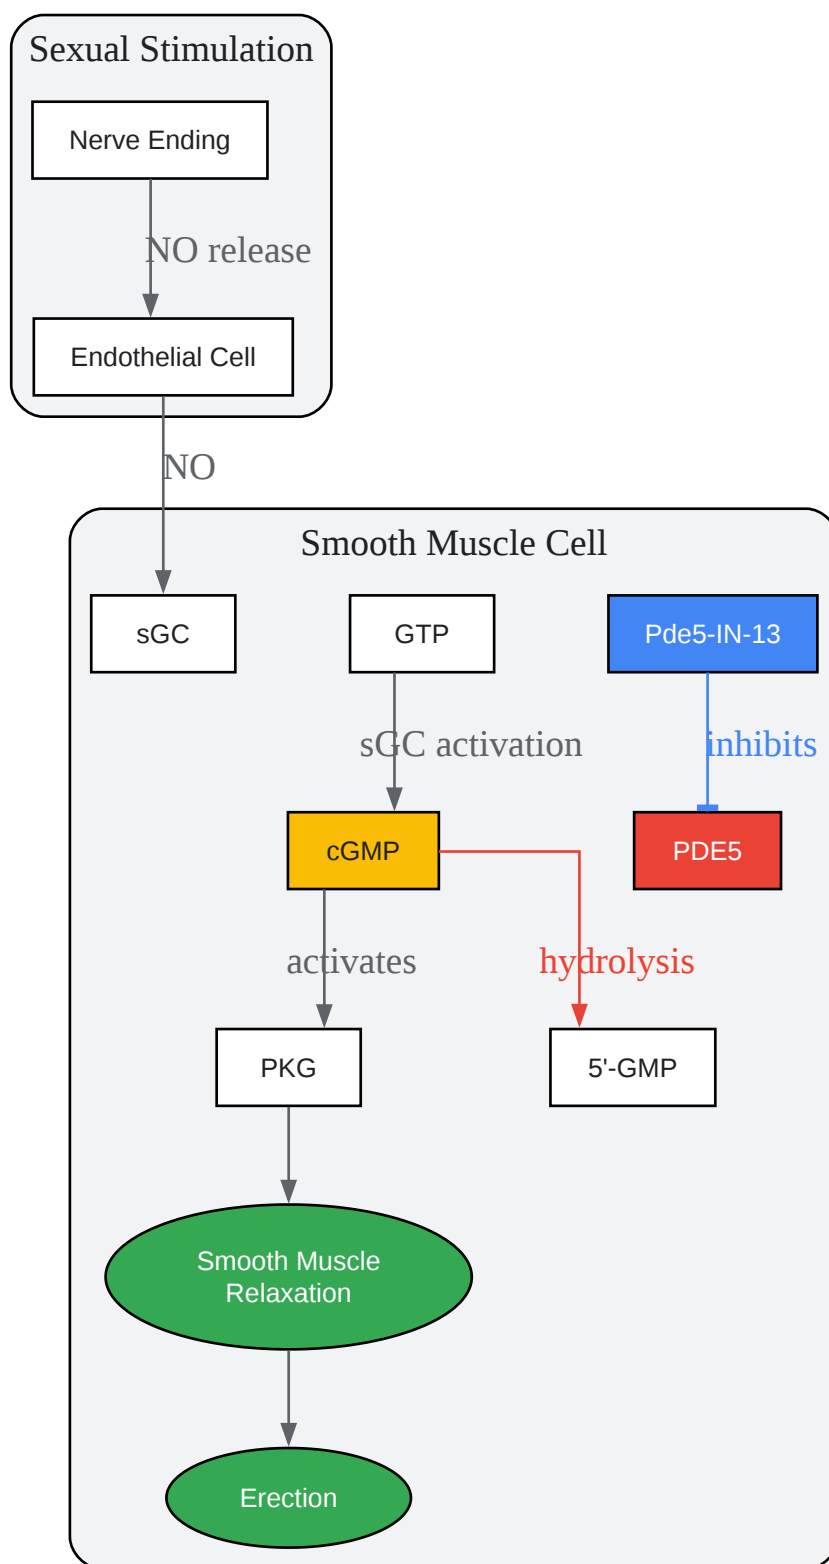 Sexual Stimulation
Nerve Ending
NO release
Endothelial Cell
NO
Smooth Muscle Cell
sGC
GTP
Pde5-IN-13
sGC activation
inhibits
cGMP
PDE5
activates
hydrolysis
PKG
5'-GMP
Smooth Muscle
Relaxation
Erection